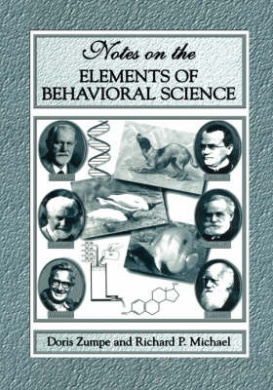 Notes on the
ELEMENTS OF
BEHAVIORAL SCIENCE
Doris Zumpe and Richard P. Michael